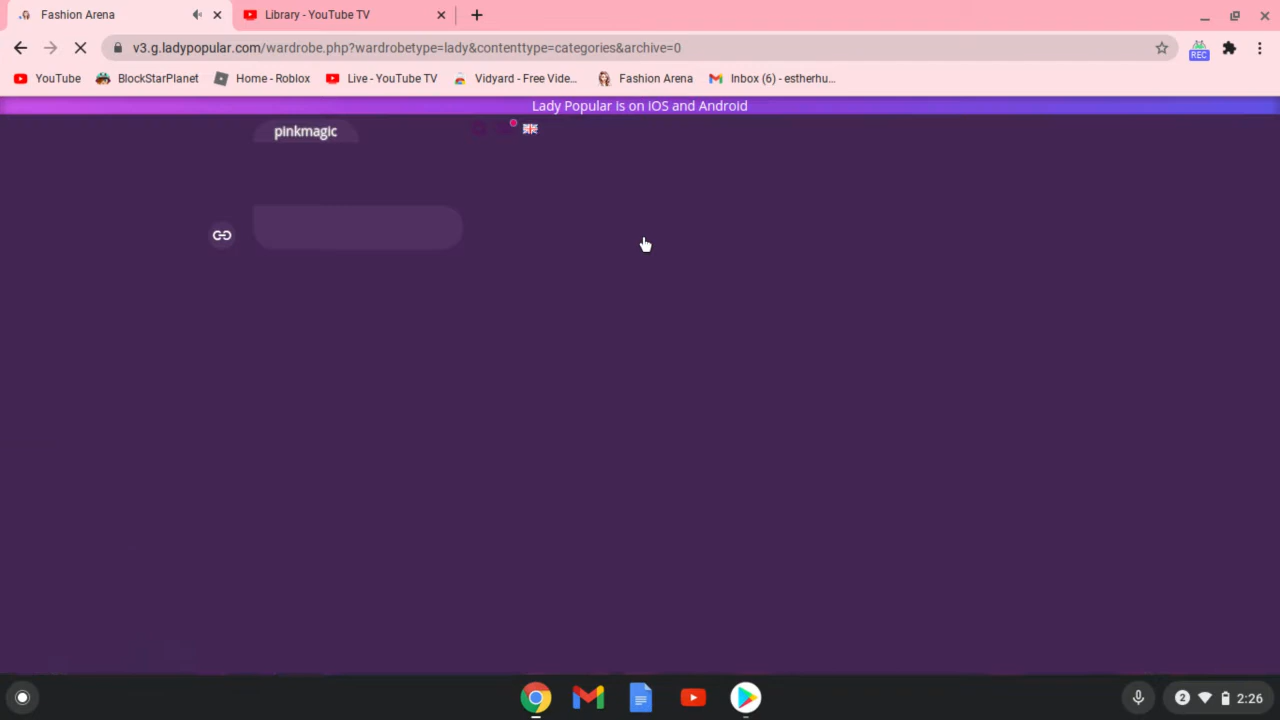 Fashion Arena
Library - YouTube TV
v3.g.ladypopular.com/wardrobe.php?wardrobetype=lady&contenttype=categories&archive=0
REC
YouTube
BlockStarPlanet
Home - Roblox
Live - YouTube TV
Vidyard - Free Vide...
Fashion Arena
Inbox (6) - estherhu...
Lady Popular Is on IOS and Android
pinkmagic
2
2:26